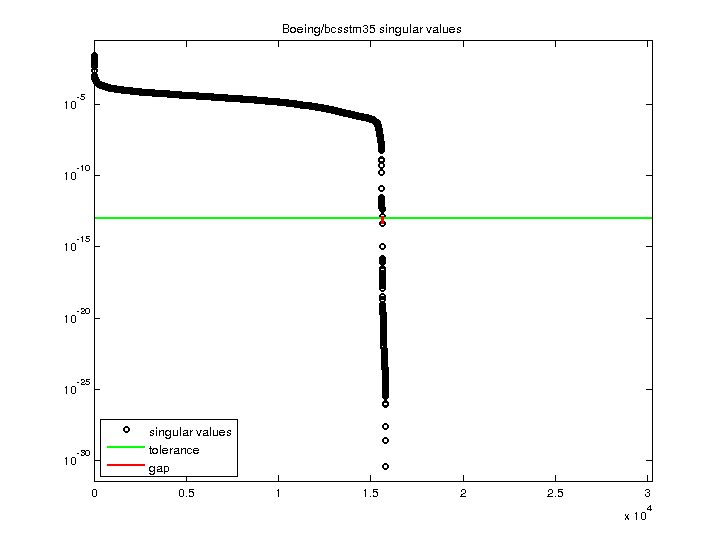 Boeing/bcsstm35 singular values
10^-5
10^-10
10^-15
10^-20
10^-25
10^-30
singular values
tolerance
gap
0 0.5 1 1.5 2 2.5 3
x 10^4